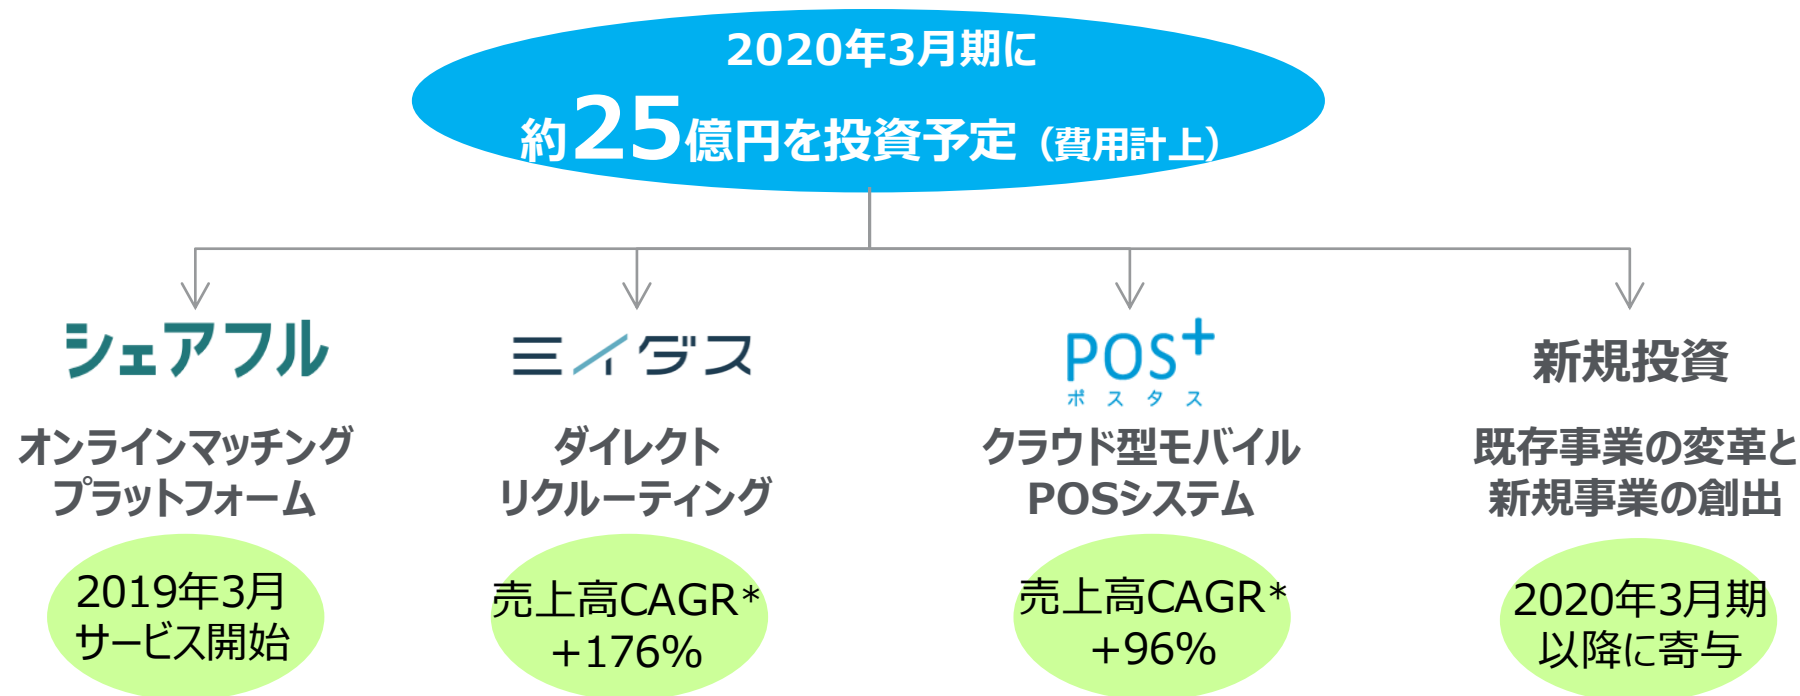 2020年3月期に
約25億円を投資予定（費用計上）
シェアフル
オンラインマッチング
プラットフォーム
2019年3月
サービス開始
ミイダス
ダイレクト
リクルーティング
売上高CAGR*
+176%
POS+
ポスタス
クラウド型モバイル
POSシステム
売上高CAGR*
+96%
新規投資
既存事業の変革と
新規事業の創出
2020年3月期
以降に寄与